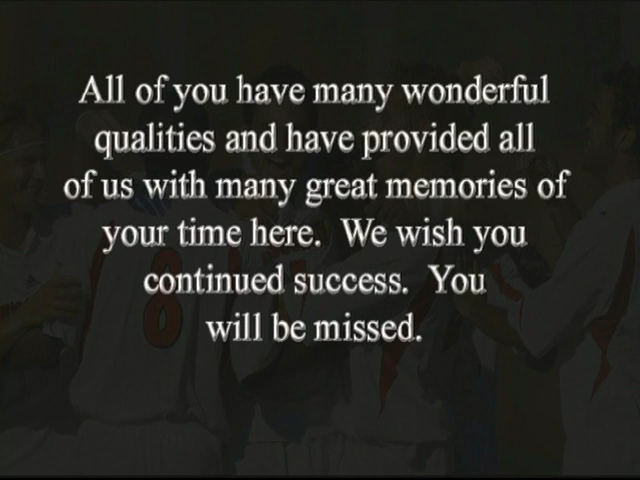 All of you have many wonderful
qualities and have provided all
of us with many great memories of
your time here.  We wish you
continued success.  You
will be missed.
8